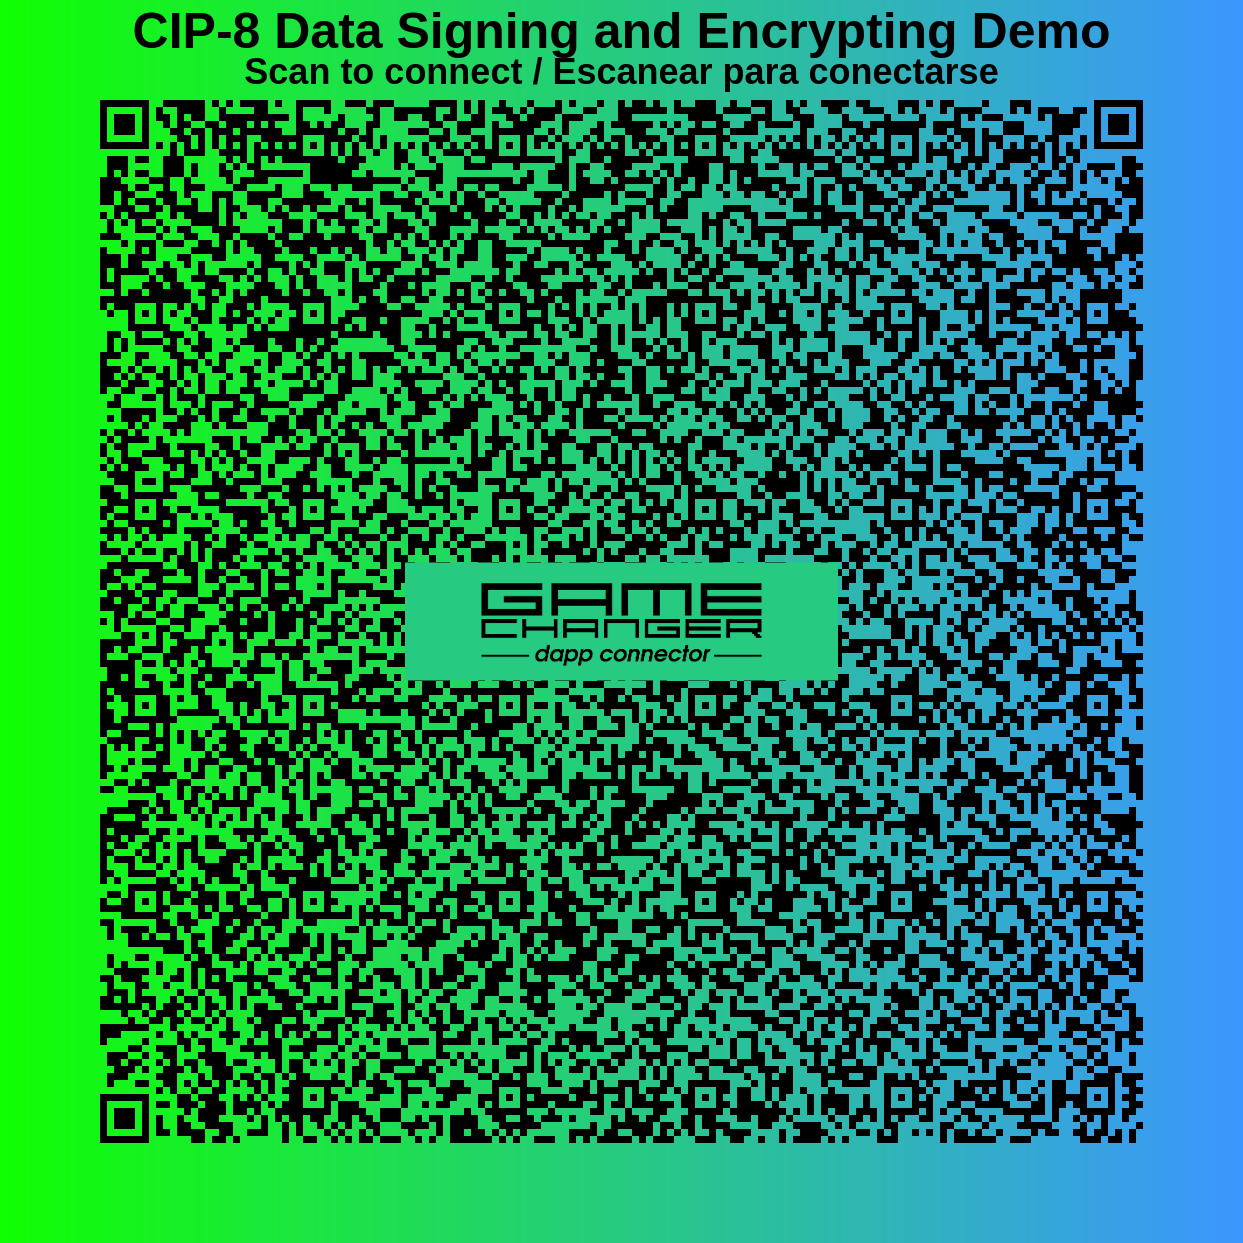 CIP-8 Data Signing and Encrypting Demo
Scan to connect / Escanear para conectarse
GAME
CHANGER
dapp connector